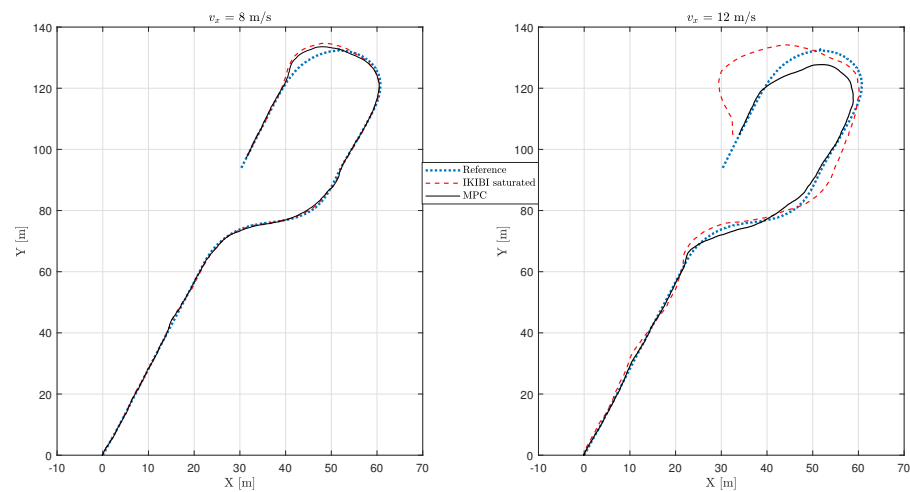 v_x = 8 m/s
140
120
100
80
60
40
20
0
-10 0 10 20 30 40 50 60 70
X [m]
Y [m]
Reference
IKIBI saturated
MPC
v_x = 12 m/s
140
120
100
80
60
40
20
0
-10 0 10 20 30 40 50 60 70
X [m]
Y [m]